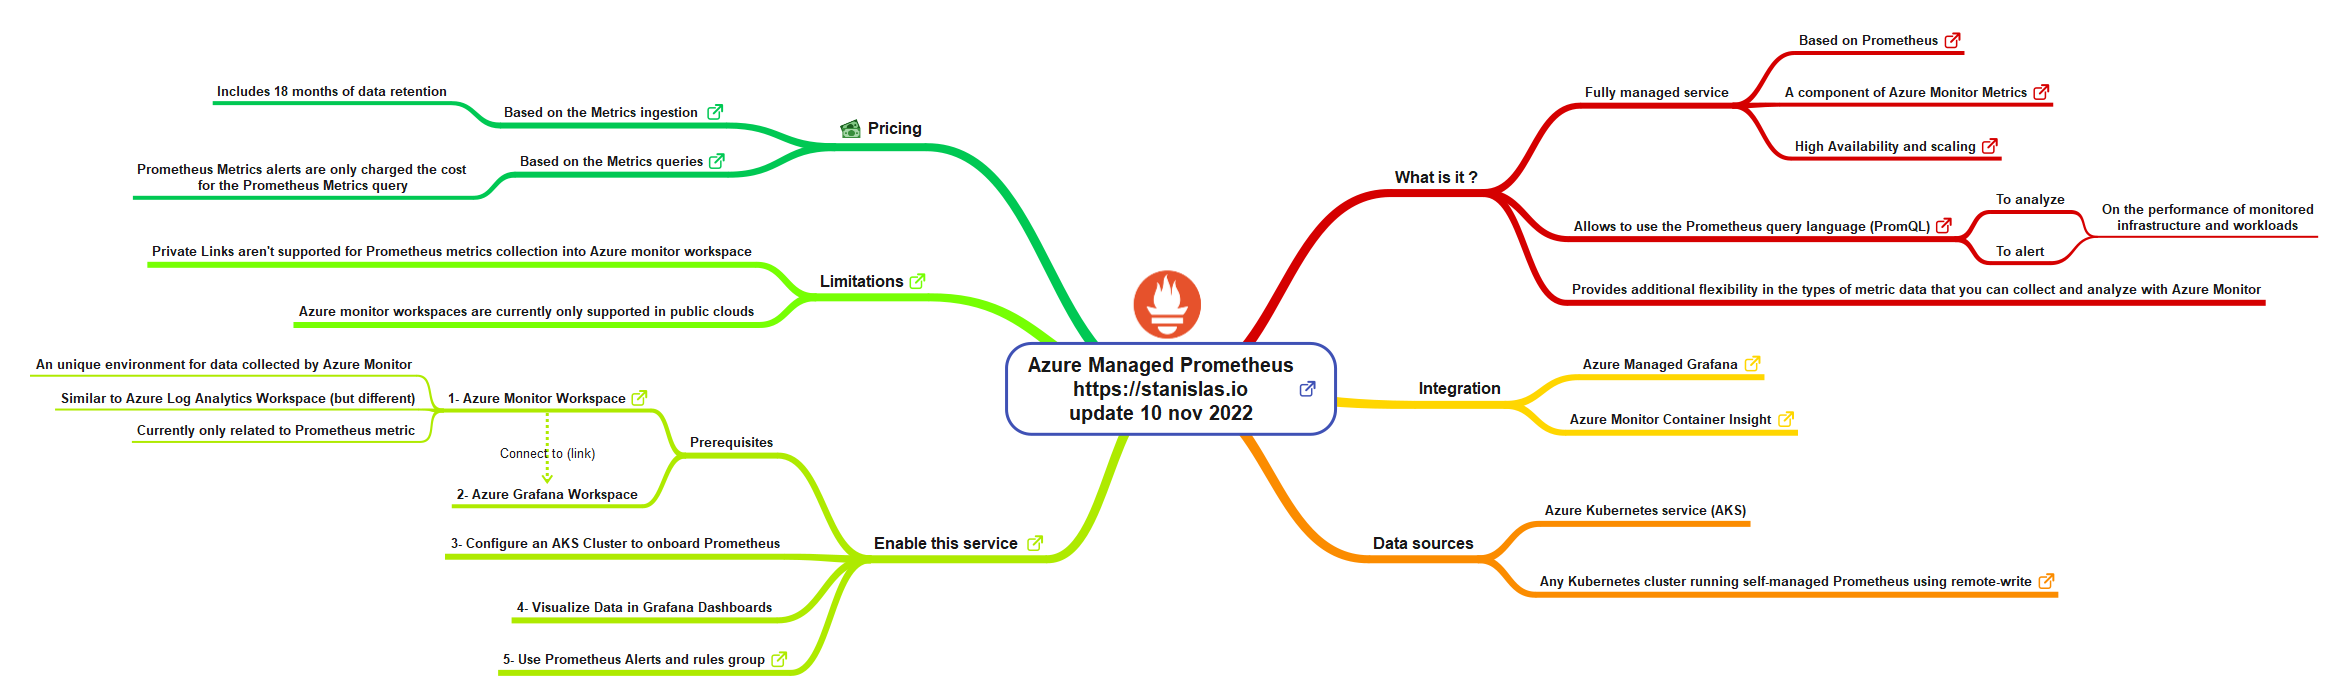 Azure Managed Prometheus
https://stanislas.io
update 10 nov 2022
What is it ?
Fully managed service
Based on Prometheus
A component of Azure Monitor Metrics
High Availability and scaling
Allows to use the Prometheus query language (PromQL)
To analyze
To alert
On the performance of monitored
infrastructure and workloads
Provides additional flexibility in the types of metric data that you can collect and analyze with Azure Monitor
Integration
Azure Managed Grafana
Azure Monitor Container Insight
Data sources
Azure Kubernetes service (AKS)
Any Kubernetes cluster running self-managed Prometheus using remote-write
Pricing
Based on the Metrics ingestion
Includes 18 months of data retention
Based on the Metrics queries
Prometheus Metrics alerts are only charged the cost
for the Prometheus Metrics query
Limitations
Private Links aren't supported for Prometheus metrics collection into Azure monitor workspace
Azure monitor workspaces are currently only supported in public clouds
Enable this service
Prerequisites
1- Azure Monitor Workspace
An unique environment for data collected by Azure Monitor
Similar to Azure Log Analytics Workspace (but different)
Currently only related to Prometheus metric
Connect to (link)
2- Azure Grafana Workspace
3- Configure an AKS Cluster to onboard Prometheus
4- Visualize Data in Grafana Dashboards
5- Use Prometheus Alerts and rules group